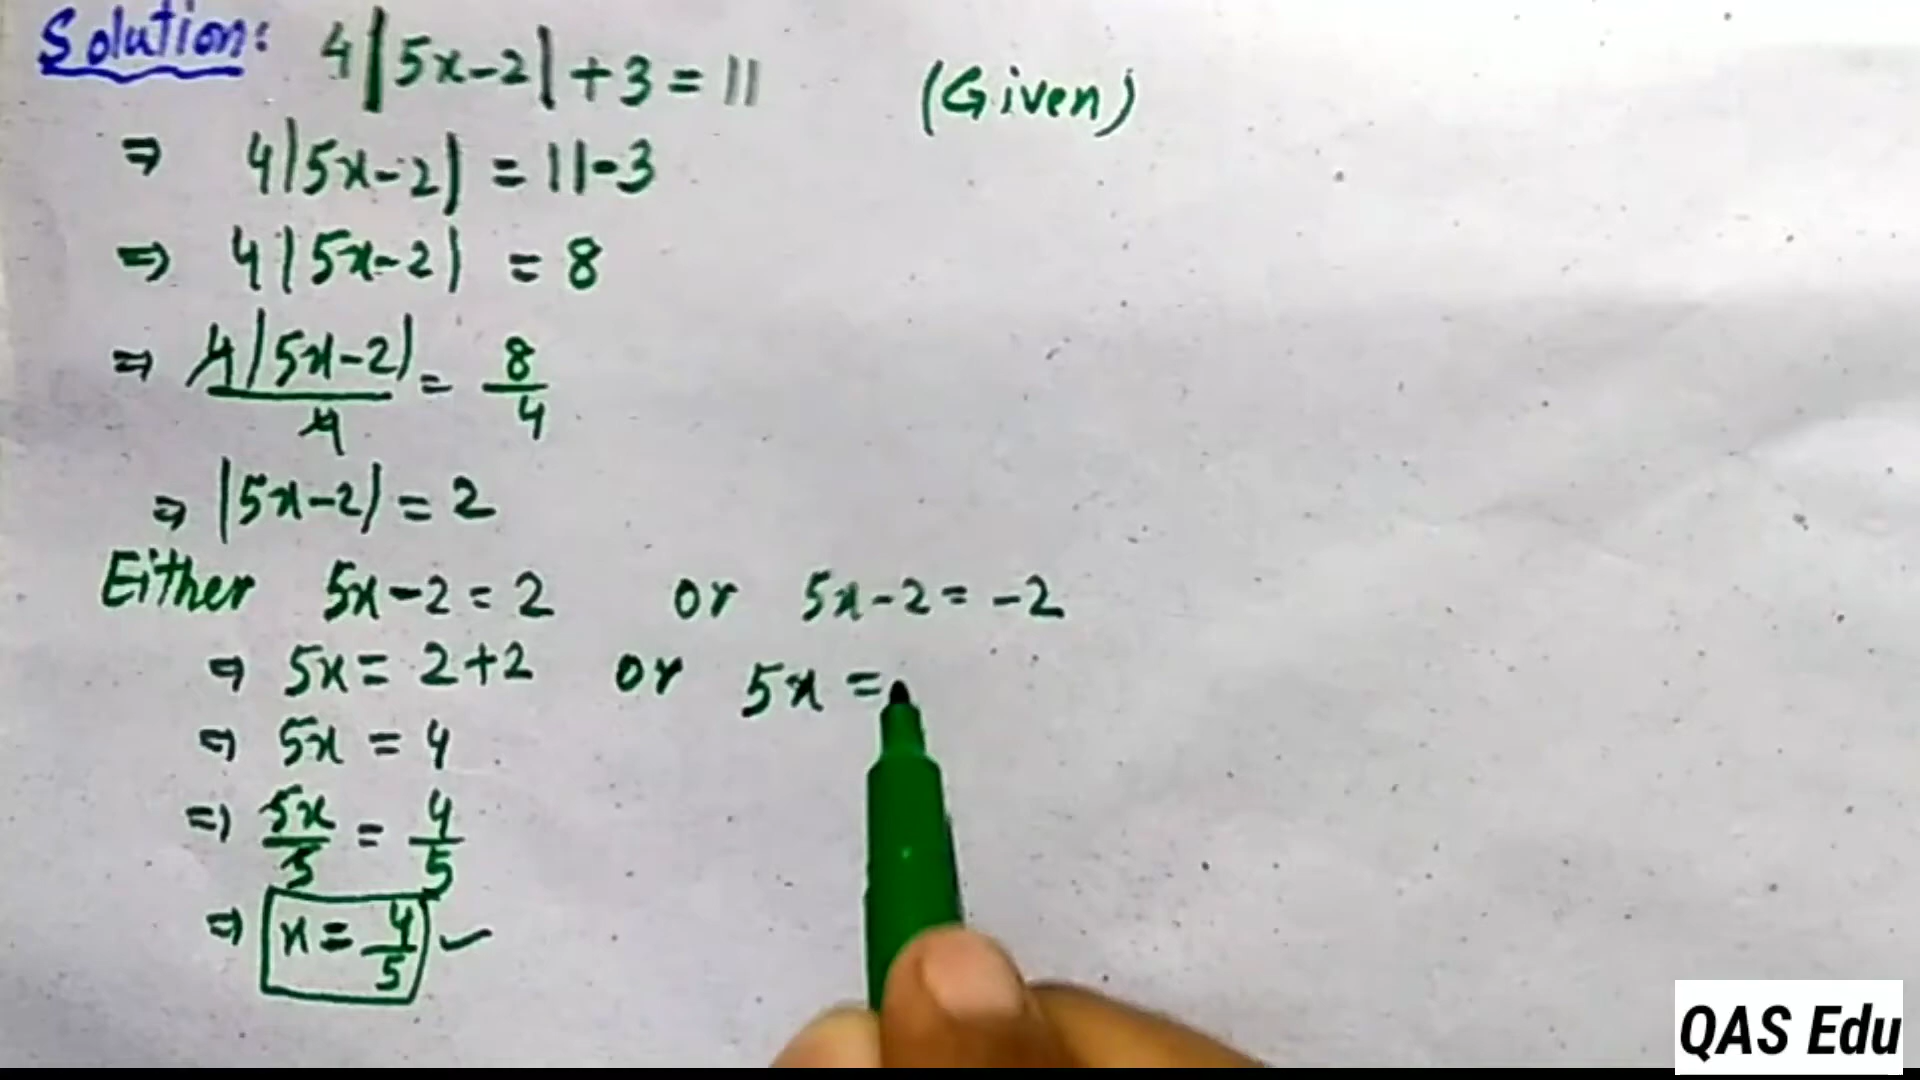 Solution: 4|5x-2|+3=11 (Given)
⇒ 4|5x-2| = 11-3
⇒ 4|5x-2| = 8
⇒ 4|5x-2|/4 = 8/4
⇒ |5x-2| = 2
Either 5x-2=2 or 5x-2=-2
⇒ 5x = 2+2 or 5x =
⇒ 5x = 4
⇒ 5x/5 = 4/5
⇒ x = 4/5 ✓
QAS Edu